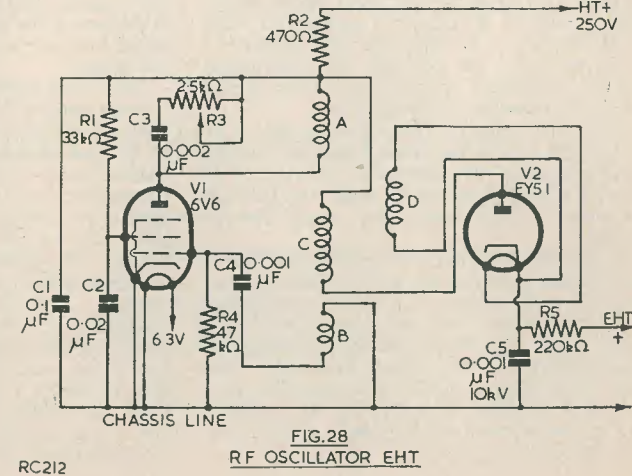 HT+
250V
R2
470Ω
2·5kΩ
R1
33kΩ
C3
R3
0·002
μF
A
V1
6V6
V2
EY51
D
C
C4
0·001
μF
C1
0·1
μF
C2
0·02
μF
6·3V
R4
47
kΩ
B
R5
220kΩ
EHT
+
C5
0·001
μF
10kV
CHASSIS LINE
FIG.28
RF OSCILLATOR EHT
RC212